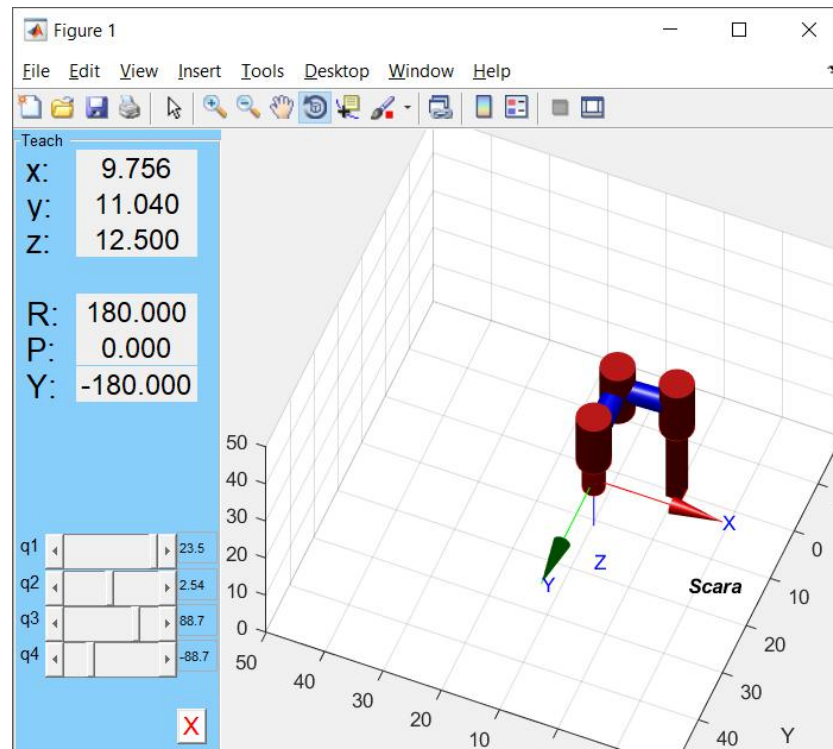 Figure 1
File Edit View Insert Tools Desktop Window Help
Teach
x: 9.756
y: 11.040
z: 12.500
R: 180.000
P: 0.000
Y: -180.000
q1 23.5
q2 2.54
q3 88.7
q4 -88.7
X
50
40
30
20
10
0
50
40
30
20
10
0
10
20
30
40
Y
X
Y
Z
Scara